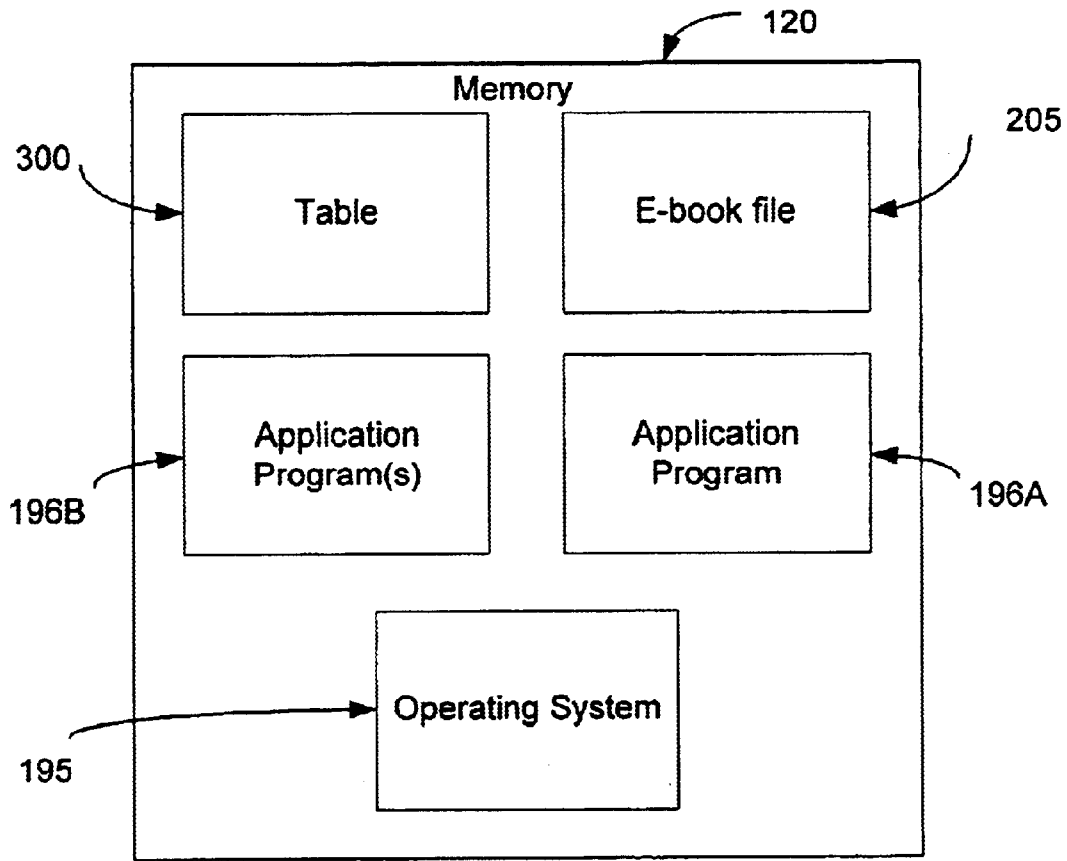 120
Memory
205
300
Table
E-book file
Application
Program(s)
Application
Program
196B
196A
Operating System
195